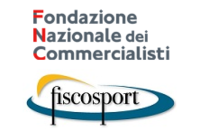 Fondazione
Nazionale dei
Commercialisti
fiscosport